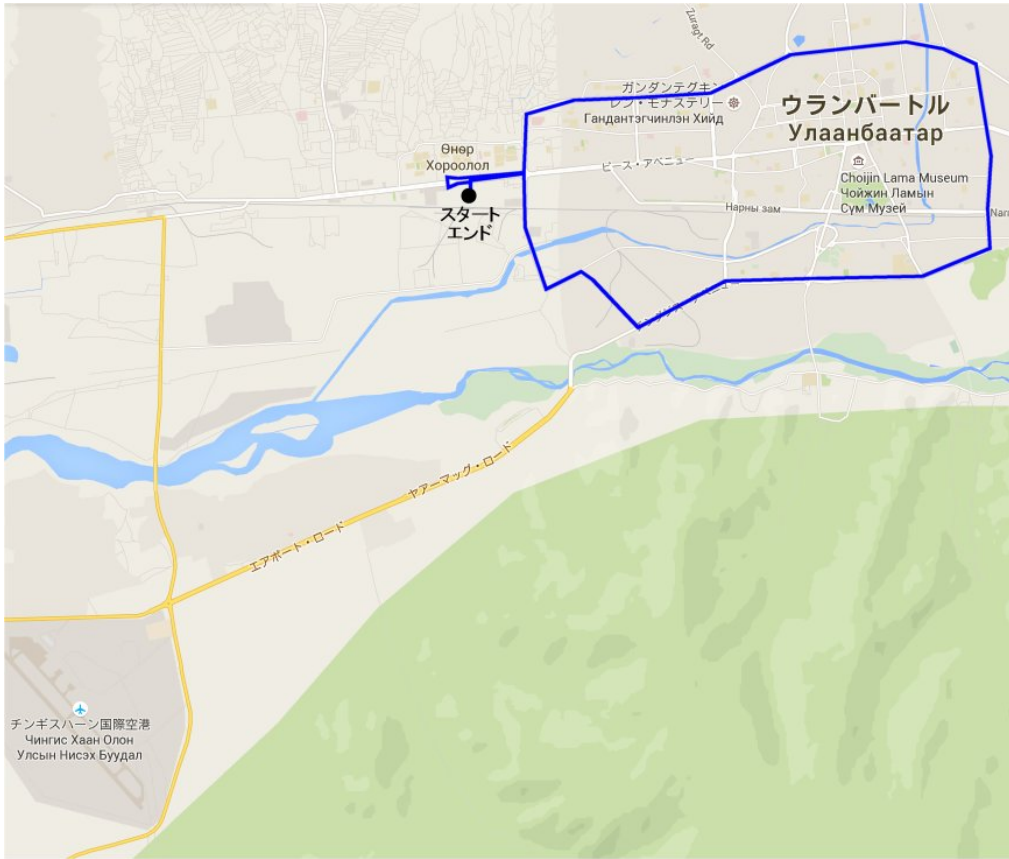 Zuragt Rd
ガンダンテグチン
レン・モナステリー
Гандантэгчинлэн Хийд
ウランバートル
Улаанбаатар
Өнөр
Хороолол
ピース・アベニュー
Choijin Lama Museum
Чойжин Ламын
Сүм Музей
スタート
エンド
Нарны зам
ヤアーマッグ・ロード
エアポート・ロード
チンギスハーン国際空港
Чингис Хаан Олон
Улсын Нисэх Буудал